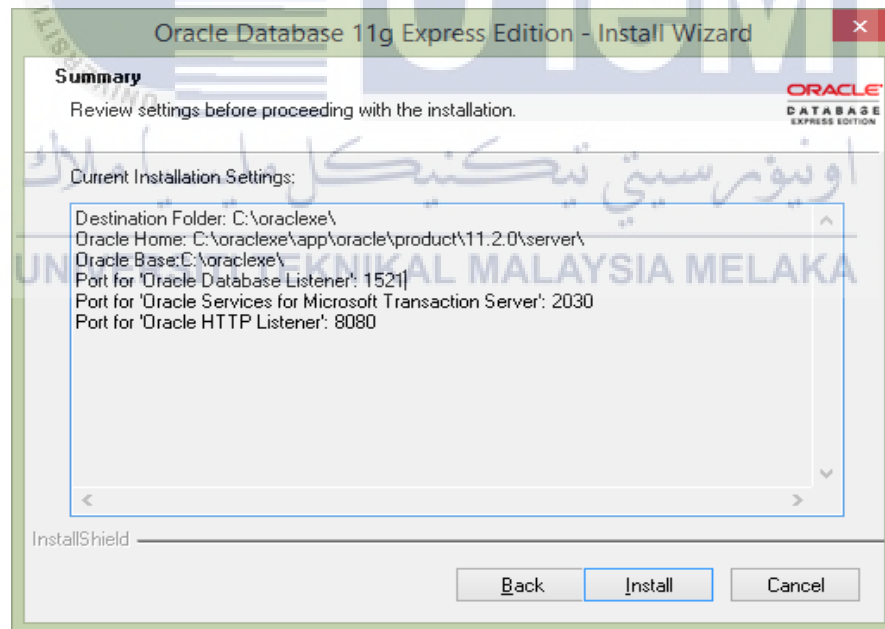 Oracle Database 11g Express Edition - Install Wizard
Summary
Review settings before proceeding with the installation.
ORACLE
DATABASE
EXPRESS EDITION
اونيۏرسيتي تيكنيكل مليسيا ملاك
Current Installation Settings:
Destination Folder: C:\oraclexe\
Oracle Home: C:\oraclexe\app\oracle\product\11.2.0\server\
Oracle Base:C:\oraclexe\
UNIVERSITI TEKNIKAL MALAYSIA MELAKA
Port for 'Oracle Database Listener': 1521
Port for 'Oracle Services for Microsoft Transaction Server': 2030
Port for 'Oracle HTTP Listener': 8080
InstallShield
Back
Install
Cancel